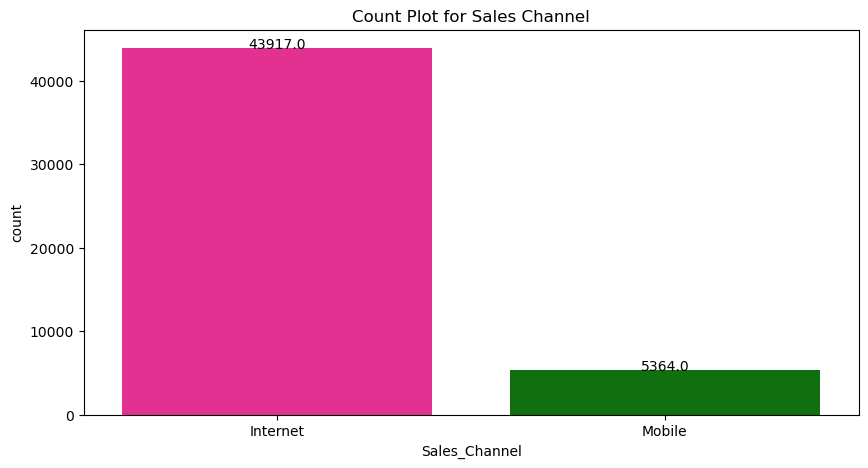 Count Plot for Sales Channel
43917.0
40000
30000
20000
10000
0
count
5364.0
Internet
Mobile
Sales_Channel